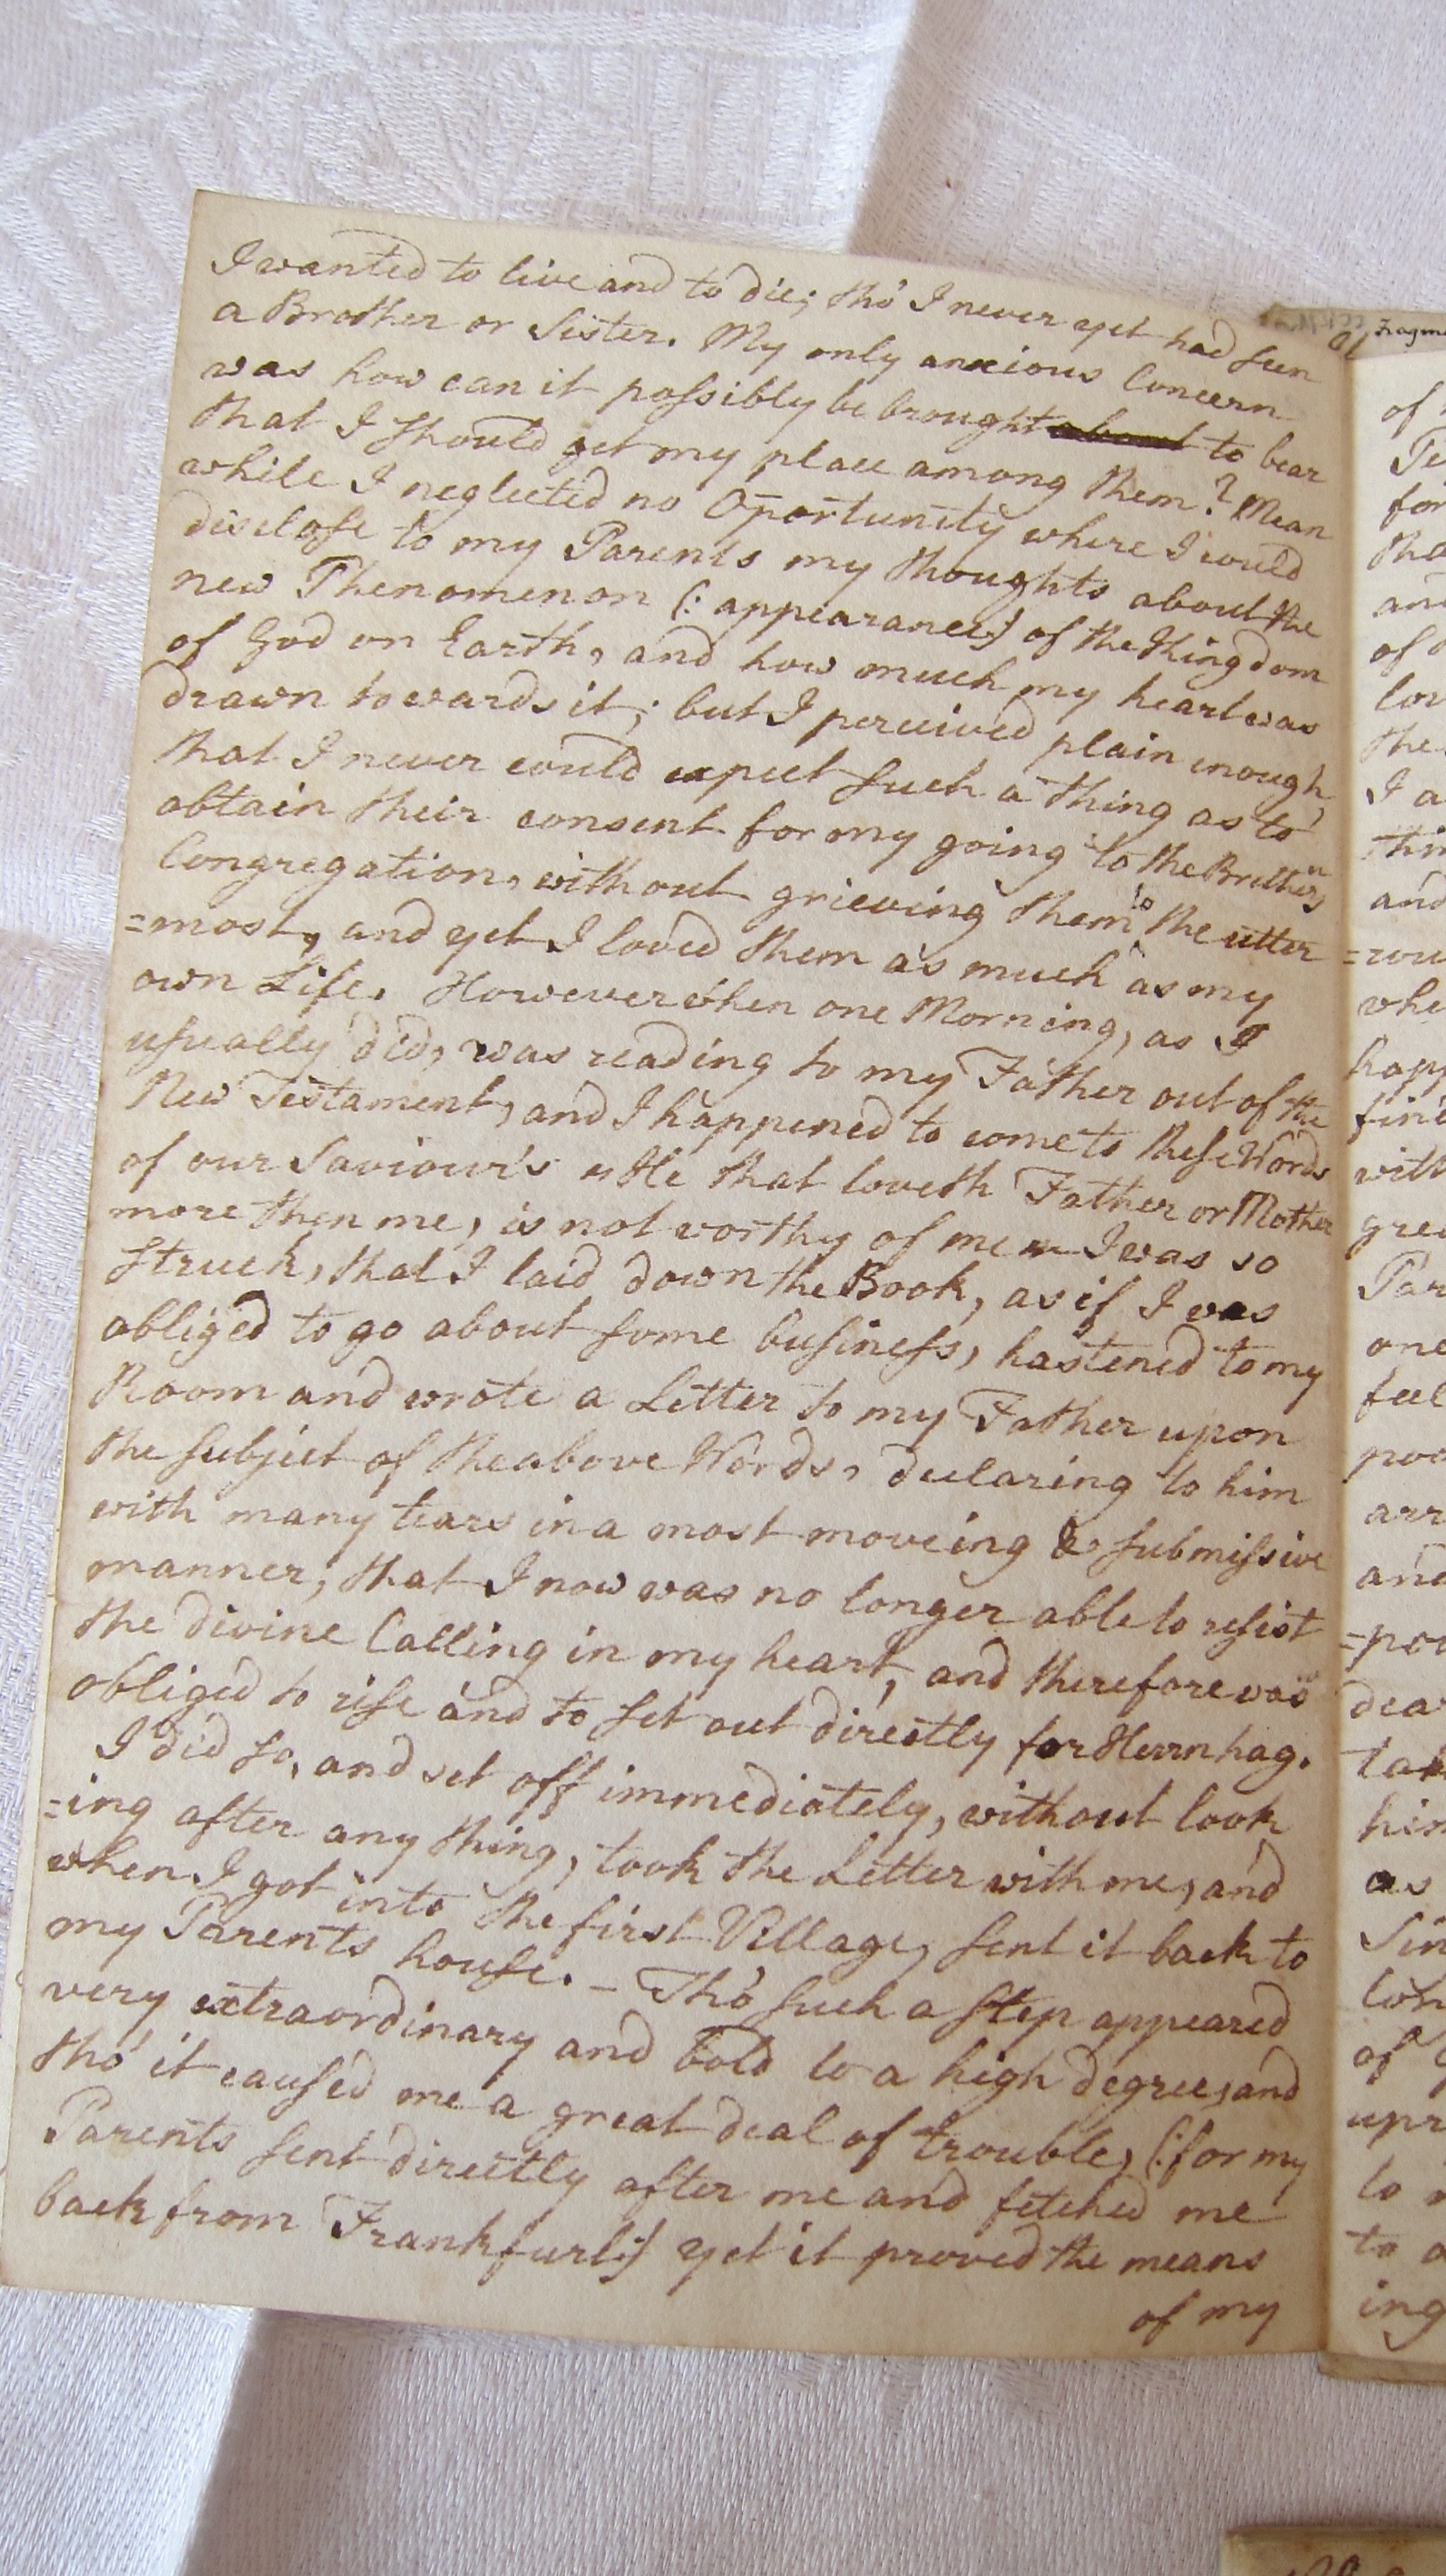 I wanted to live and to die; tho' I never yet had seen
a Brother or Sister. My only anxious Concern
was how can it possibly be brought to bear
that I should get my place among them? Mean
while I neglected no Oportunity where I could
disclose to my Parents my thoughts about the
new Phenomenon (: appearance:) of the Kingdom
of God on Earth, and how much my heart was
drawn towards it; but I perceived plain enough,
that I never could expect such a thing as to
obtain their consent for my going to the Brethern's
Congregation, without grieving them to the utter
=most, and yet I loved them as much as my
own Life. However when one Morning, as I
usually did, was reading to my Father out of the
New Testament, and I happened to come to these Words
of our Saviour's "He that loveth Father or Mother
more then me, is not worthy of me" I was so
struck, that I laid down the Book, as if I was
obliged to go about some business, hastened to my
Room and wrote a Letter to my Father upon
the subject of the above Words, declaring to him
with many tears in a most moveing & submissive
manner, that I now was no longer able to resist
the divine Calling in my heart, and therefore was
obliged to rise and to set out directly for Herrnhag.
I did so, and set off immediately, without look
=ing after any thing, took the Letter with me, and
when I got into the first Village, sent it back to
my Parents house. – Tho' such a step appeared
very extraordinary and bold to a high degree, and
tho' it caused me a great deal of trouble, (:for my
Parents sent directly after me and fetched me
back from Frankfurt:) yet it proved the means
of my